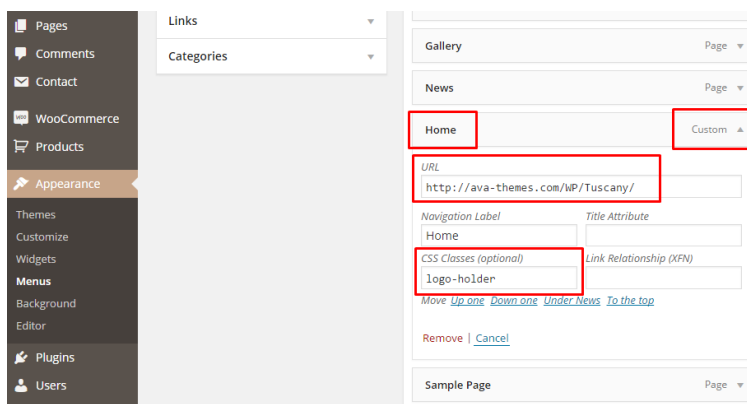 Pages
Comments
Contact
WOO
WooCommerce
Products
Appearance
Themes
Customize
Widgets
Menus
Background
Editor
Plugins
Users
Links
Categories
Gallery Page
News Page
Home Custom
URL
http://ava-themes.com/WP/Tuscany/
Navigation Label Title Attribute
Home
CSS Classes (optional) Link Relationship (XFN)
logo-holder
Move Up one Down one Under News To the top
Remove | Cancel
Sample Page Page